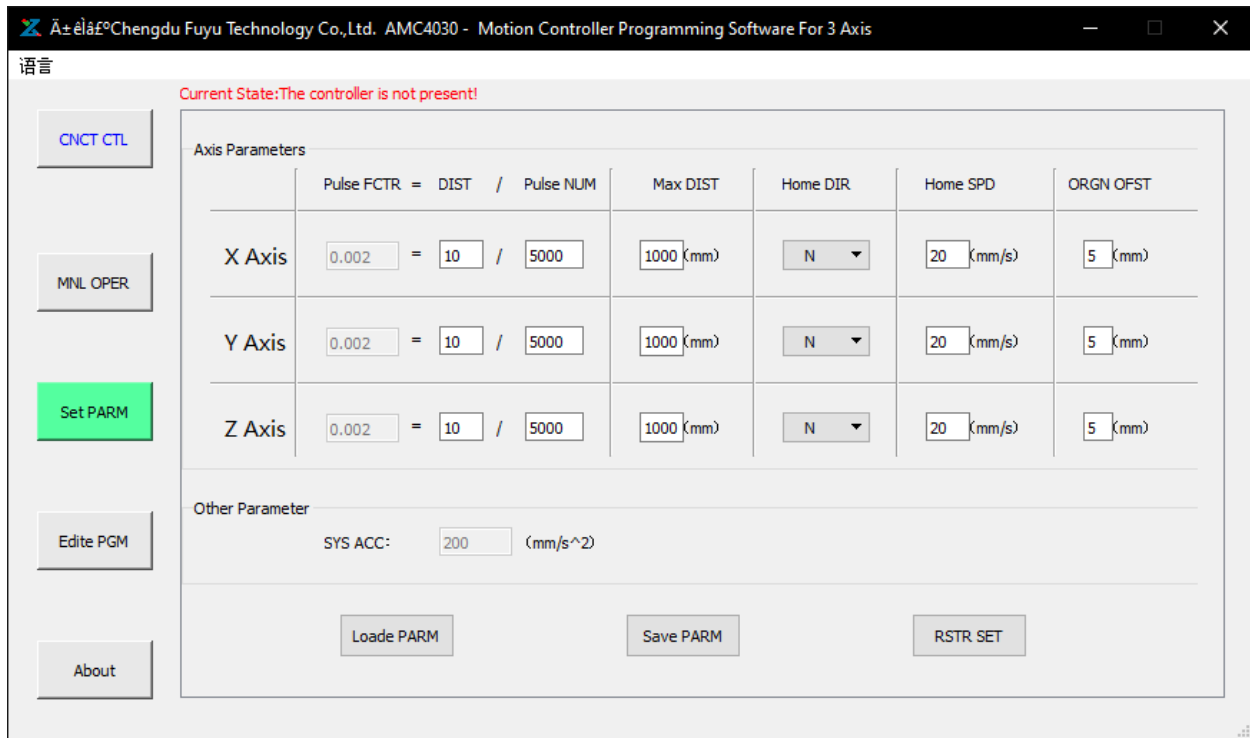 Ä±êÌâ£ºChengdu Fuyu Technology Co.,Ltd. AMC4030 - Motion Controller Programming Software For 3 Axis
语言
Current State:The controller is not present!
CNCT CTL
MNL OPER
Set PARM
Edite PGM
About
Axis Parameters
Pulse FCTR = DIST / Pulse NUM Max DIST Home DIR Home SPD ORGN OFST
X Axis 0.002 = 10 / 5000 1000 (mm) N 20 (mm/s) 5 (mm)
Y Axis 0.002 = 10 / 5000 1000 (mm) N 20 (mm/s) 5 (mm)
Z Axis 0.002 = 10 / 5000 1000 (mm) N 20 (mm/s) 5 (mm)
Other Parameter
SYS ACC: 200 (mm/s^2)
Loade PARM Save PARM RSTR SET